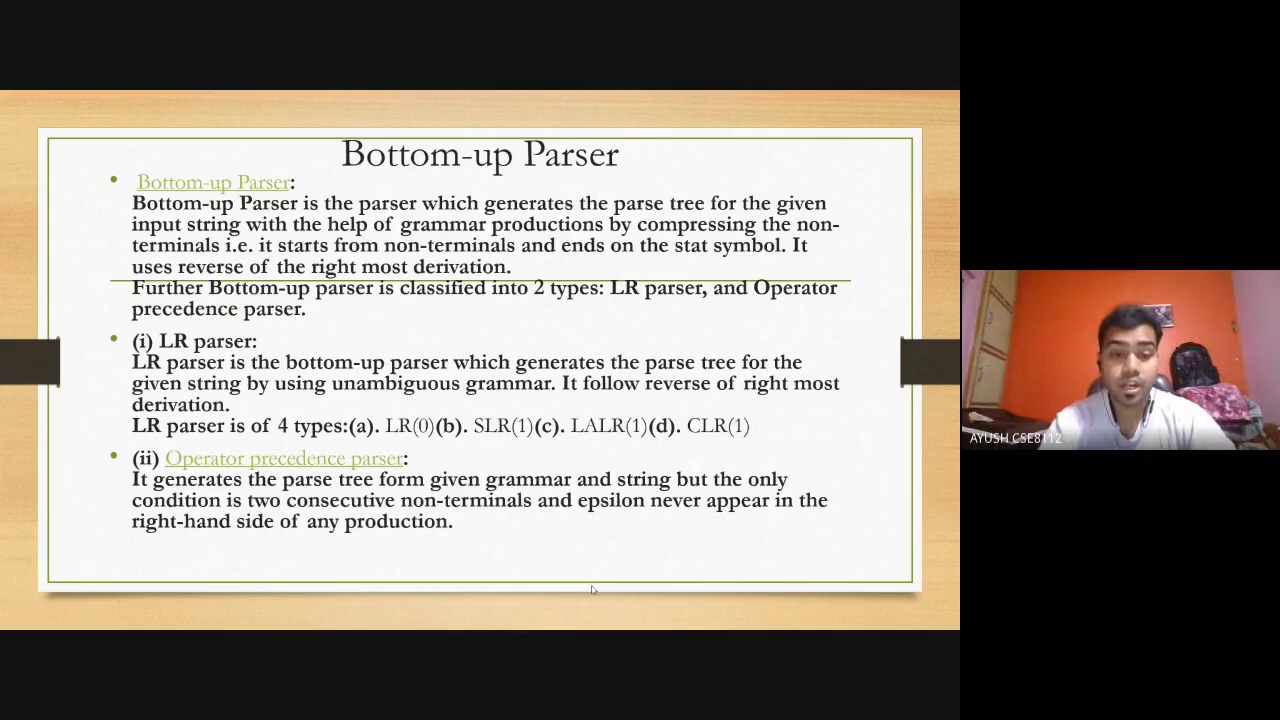 Bottom-up Parser
• Bottom-up Parser:
Bottom-up Parser is the parser which generates the parse tree for the given
input string with the help of grammar productions by compressing the non-
terminals i.e. it starts from non-terminals and ends on the stat symbol. It
uses reverse of the right most derivation.
Further Bottom-up parser is classified into 2 types: LR parser, and Operator
precedence parser.
• (i) LR parser:
LR parser is the bottom-up parser which generates the parse tree for the
given string by using unambiguous grammar. It follow reverse of right most
derivation.
LR parser is of 4 types:(a). LR(0)(b). SLR(1)(c). LALR(1)(d). CLR(1)
• (ii) Operator precedence parser:
It generates the parse tree form given grammar and string but the only
condition is two consecutive non-terminals and epsilon never appear in the
right-hand side of any production.
AYUSH CSE8112